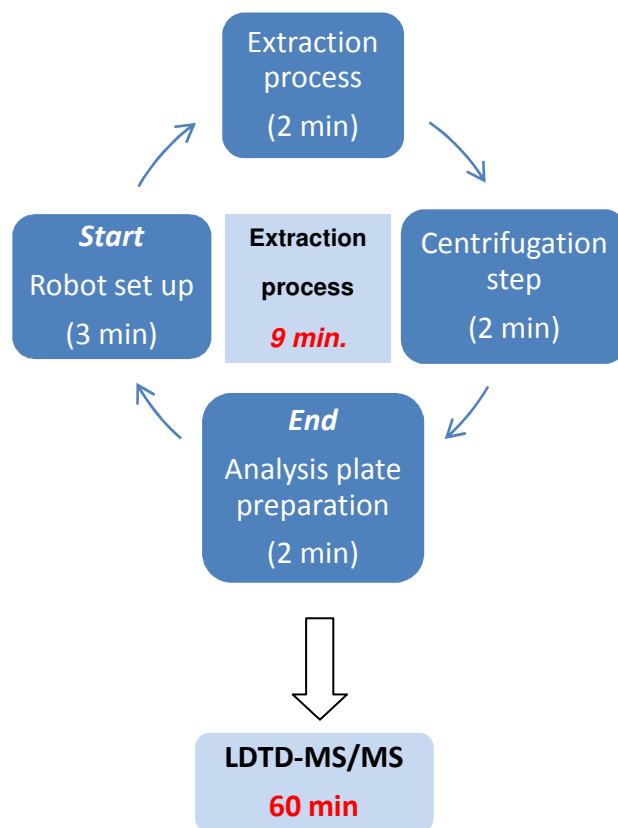 Extraction
process
(2 min)
Start
Robot set up
(3 min)
Extraction
process
9 min.
Centrifugation
step
(2 min)
End
Analysis plate
preparation
(2 min)
LDTD-MS/MS
60 min